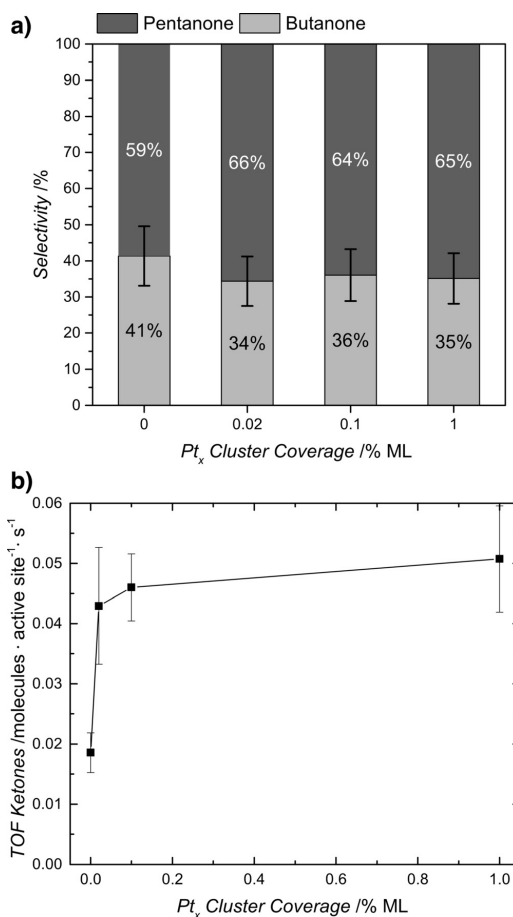 a)
Pentanone Butanone
Selectivity /%
100
90
80
70
60
50
40
30
20
10
0
59% 66% 64% 65%
41% 34% 36% 35%
0 0.02 0.1 1
Ptx Cluster Coverage /% ML
b)
TOF Ketones /molecules · active site⁻¹· s⁻¹
0.06
0.05
0.04
0.03
0.02
0.01
0.00
0.0 0.2 0.4 0.6 0.8 1.0
Ptx Cluster Coverage /% ML